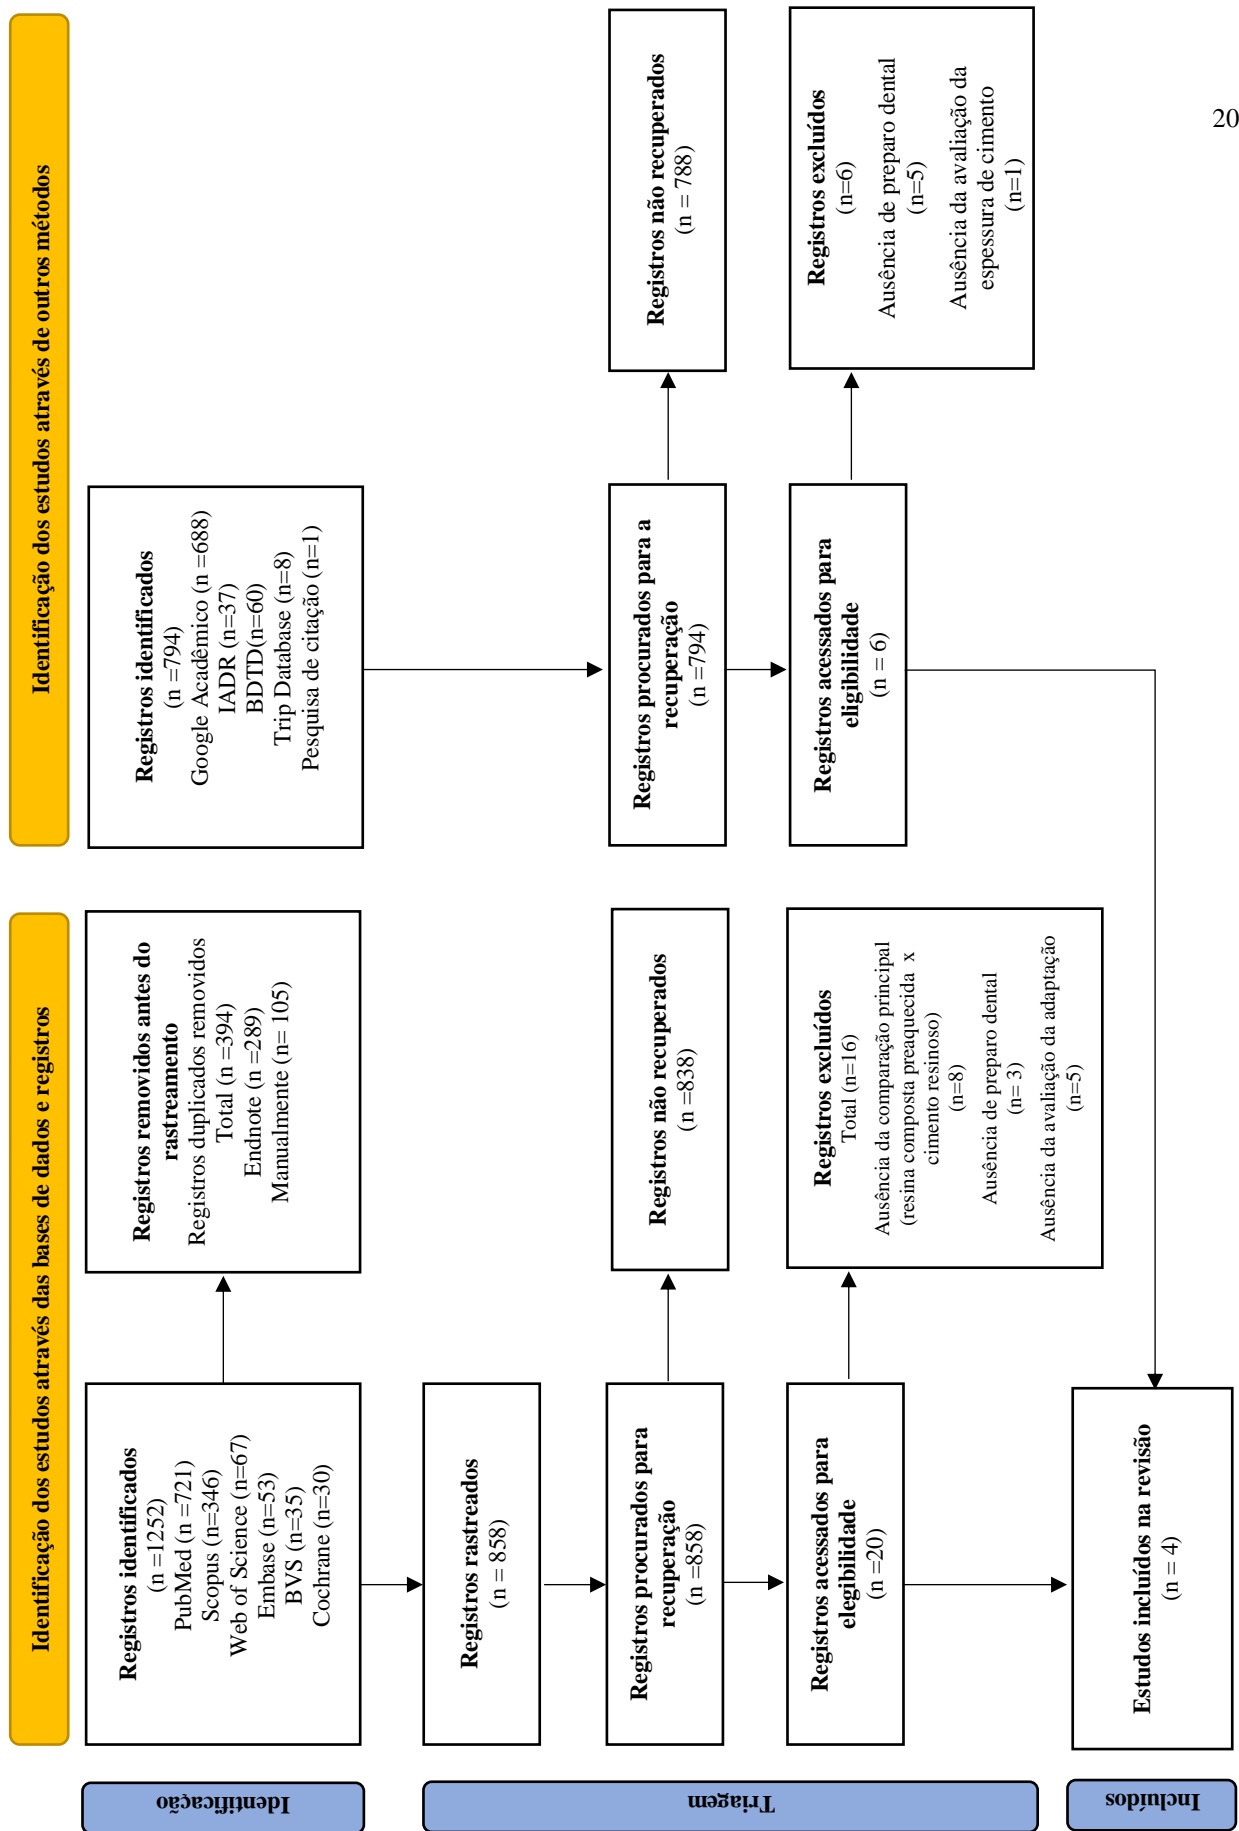 20
Identificação dos estudos através das bases de dados e registros
Identificação dos estudos através de outros métodos
Identificação
Registros identificados
(n =1252)
PubMed (n =721)
Scopus (n=346)
Web of Science (n=67)
Embase (n=53)
BVS (n=35)
Cochrane (n=30)
Registros removidos antes do
rastreamento
Registros duplicados removidos
Total (n =394)
Endnote (n =289)
Manualmente (n= 105)
Registros identificados
(n =794)
Google Acadêmico (n =688)
IADR (n=37)
BDTD(n=60)
Trip Database (n=8)
Pesquisa de citação (n=1)
Triagem
Registros rastreados
(n = 858)
Registros procurados para
recuperação
(n =858)
Registros não recuperados
(n =838)
Registros procurados para a
recuperação
(n =794)
Registros não recuperados
(n = 788)
Registros acessados para
elegibilidade
(n =20)
Registros excluídos
Total (n=16)
Ausência da comparação principal
(resina composta preaquecida x
cimento resinoso)
(n=8)
Ausência de preparo dental
(n= 3)
Ausência da avaliação da adaptação
(n=5)
Registros acessados para
eligibilidade
(n = 6)
Registros excluídos
(n=6)
Ausência de preparo dental
(n=5)
Ausência da avaliação da
espessura de cimento
(n=1)
Incluídos
Estudos incluídos na revisão
(n = 4)